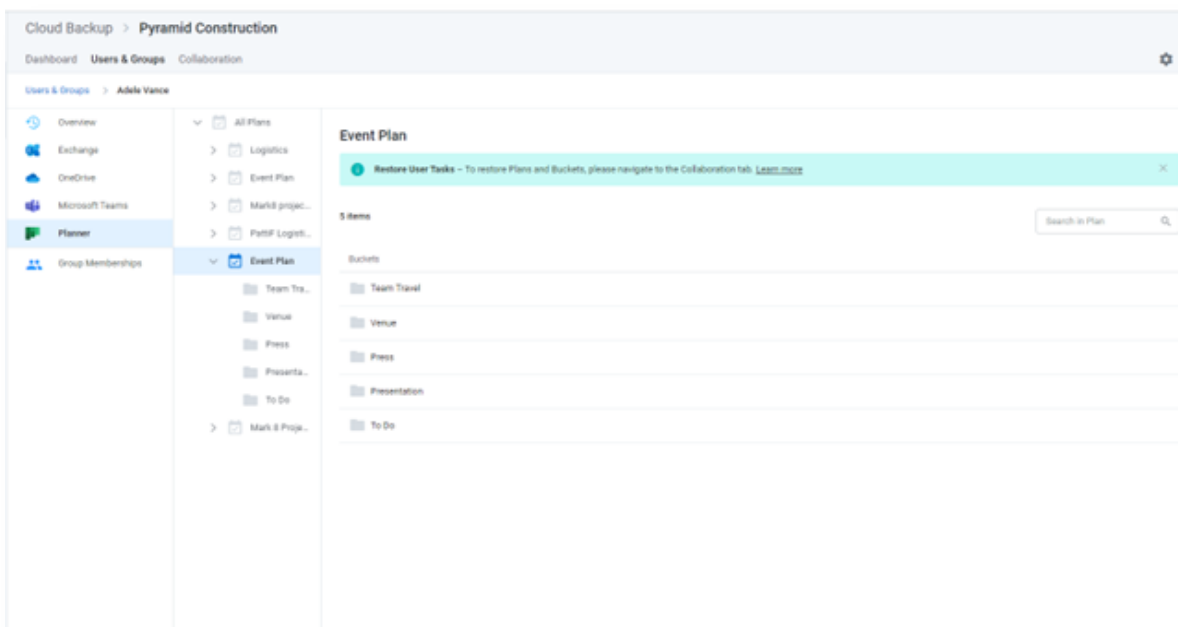 Cloud Backup > Pyramid Construction
Dashboard Users & Groups Collaboration
Users & Groups > Adele Vance
Overview
Exchange
OneDrive
Microsoft Teams
Planner
Group Memberships
All Plans
Logistics
Event Plan
Mark8 projec...
PattiF Logisti...
Event Plan
Team Tra...
Venue
Press
Presenta...
To Do
Mark 8 Proje...
Event Plan
Restore User Tasks – To restore Plans and Buckets, please navigate to the Collaboration tab. Learn more
5 items
Search in Plan
Buckets
Team Travel
Venue
Press
Presentation
To Do